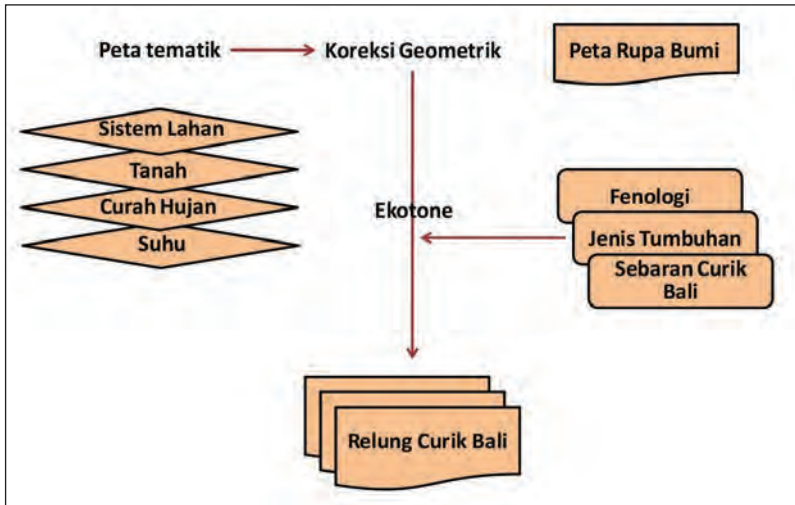 Peta tematik
Koreksi Geometrik
Peta Rupa Bumi
Sistem Lahan
Tanah
Curah Hujan
Suhu
Ekotone
Fenologi
Jenis Tumbuhan
Sebaran Curik
Bali
Relung Curik Bali